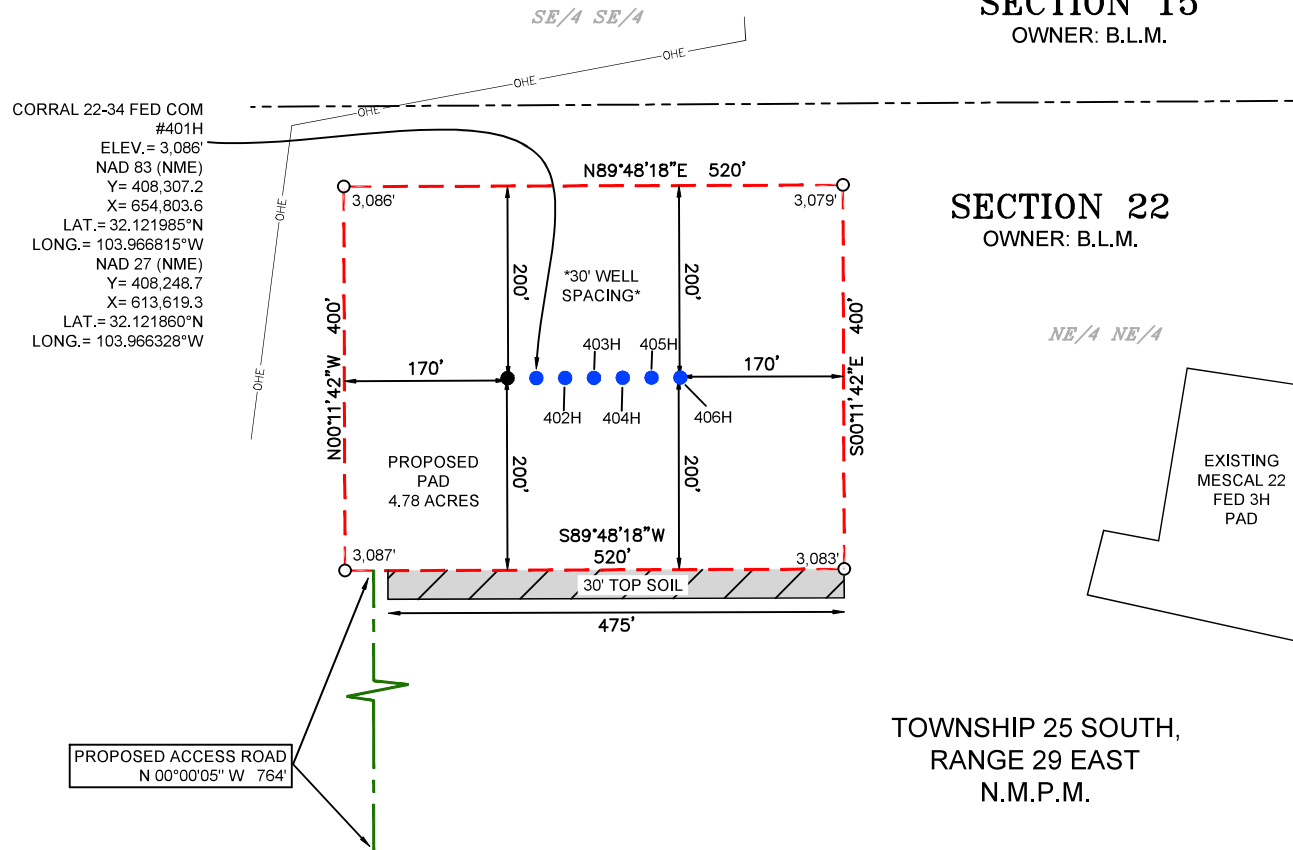 SE/4 SE/4
SECTION 15
OWNER: B.L.M.
OHE
OHE
OHE
OHE
OHE
CORRAL 22-34 FED COM
#401H
ELEV.= 3,086'
NAD 83 (NME)
Y= 408,307.2
X= 654,803.6
LAT.= 32.121985°N
LONG.= 103.966815°W
NAD 27 (NME)
Y= 408,248.7
X= 613,619.3
LAT.= 32.121860°N
LONG.= 103.966328°W
N89°48'18"E 520'
3,086'
3,079'
SECTION 22
OWNER: B.L.M.
NE/4 NE/4
N00°11'42"W 400'
200'
*30' WELL
SPACING*
200'
S00°11'42"E 400'
170'
403H
405H
170'
402H
404H
406H
PROPOSED
PAD
4.78 ACRES
200'
200'
S89°48'18"W
520'
3,087'
3,083'
30' TOP SOIL
475'
EXISTING
MESCAL 22
FED 3H
PAD
PROPOSED ACCESS ROAD
N 00°00'05" W 764'
TOWNSHIP 25 SOUTH,
RANGE 29 EAST
N.M.P.M.